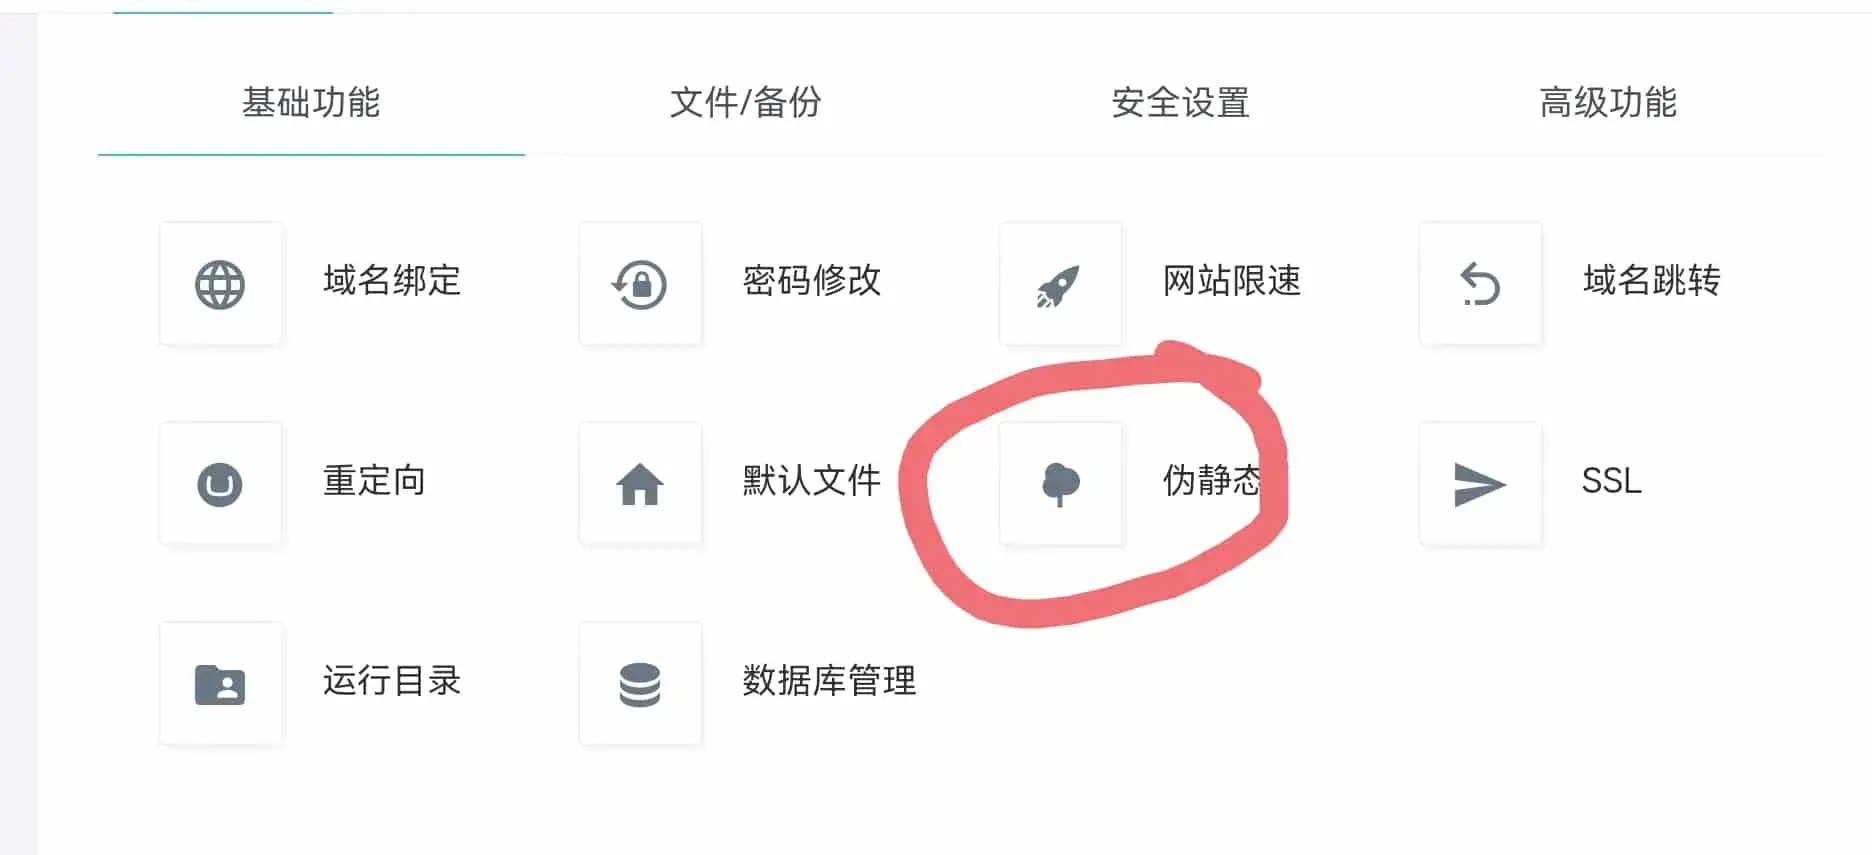 基础功能 文件/备份 安全设置 高级功能
域名绑定 密码修改 网站限速 域名跳转
重定向 默认文件 伪静态 SSL
运行目录 数据库管理